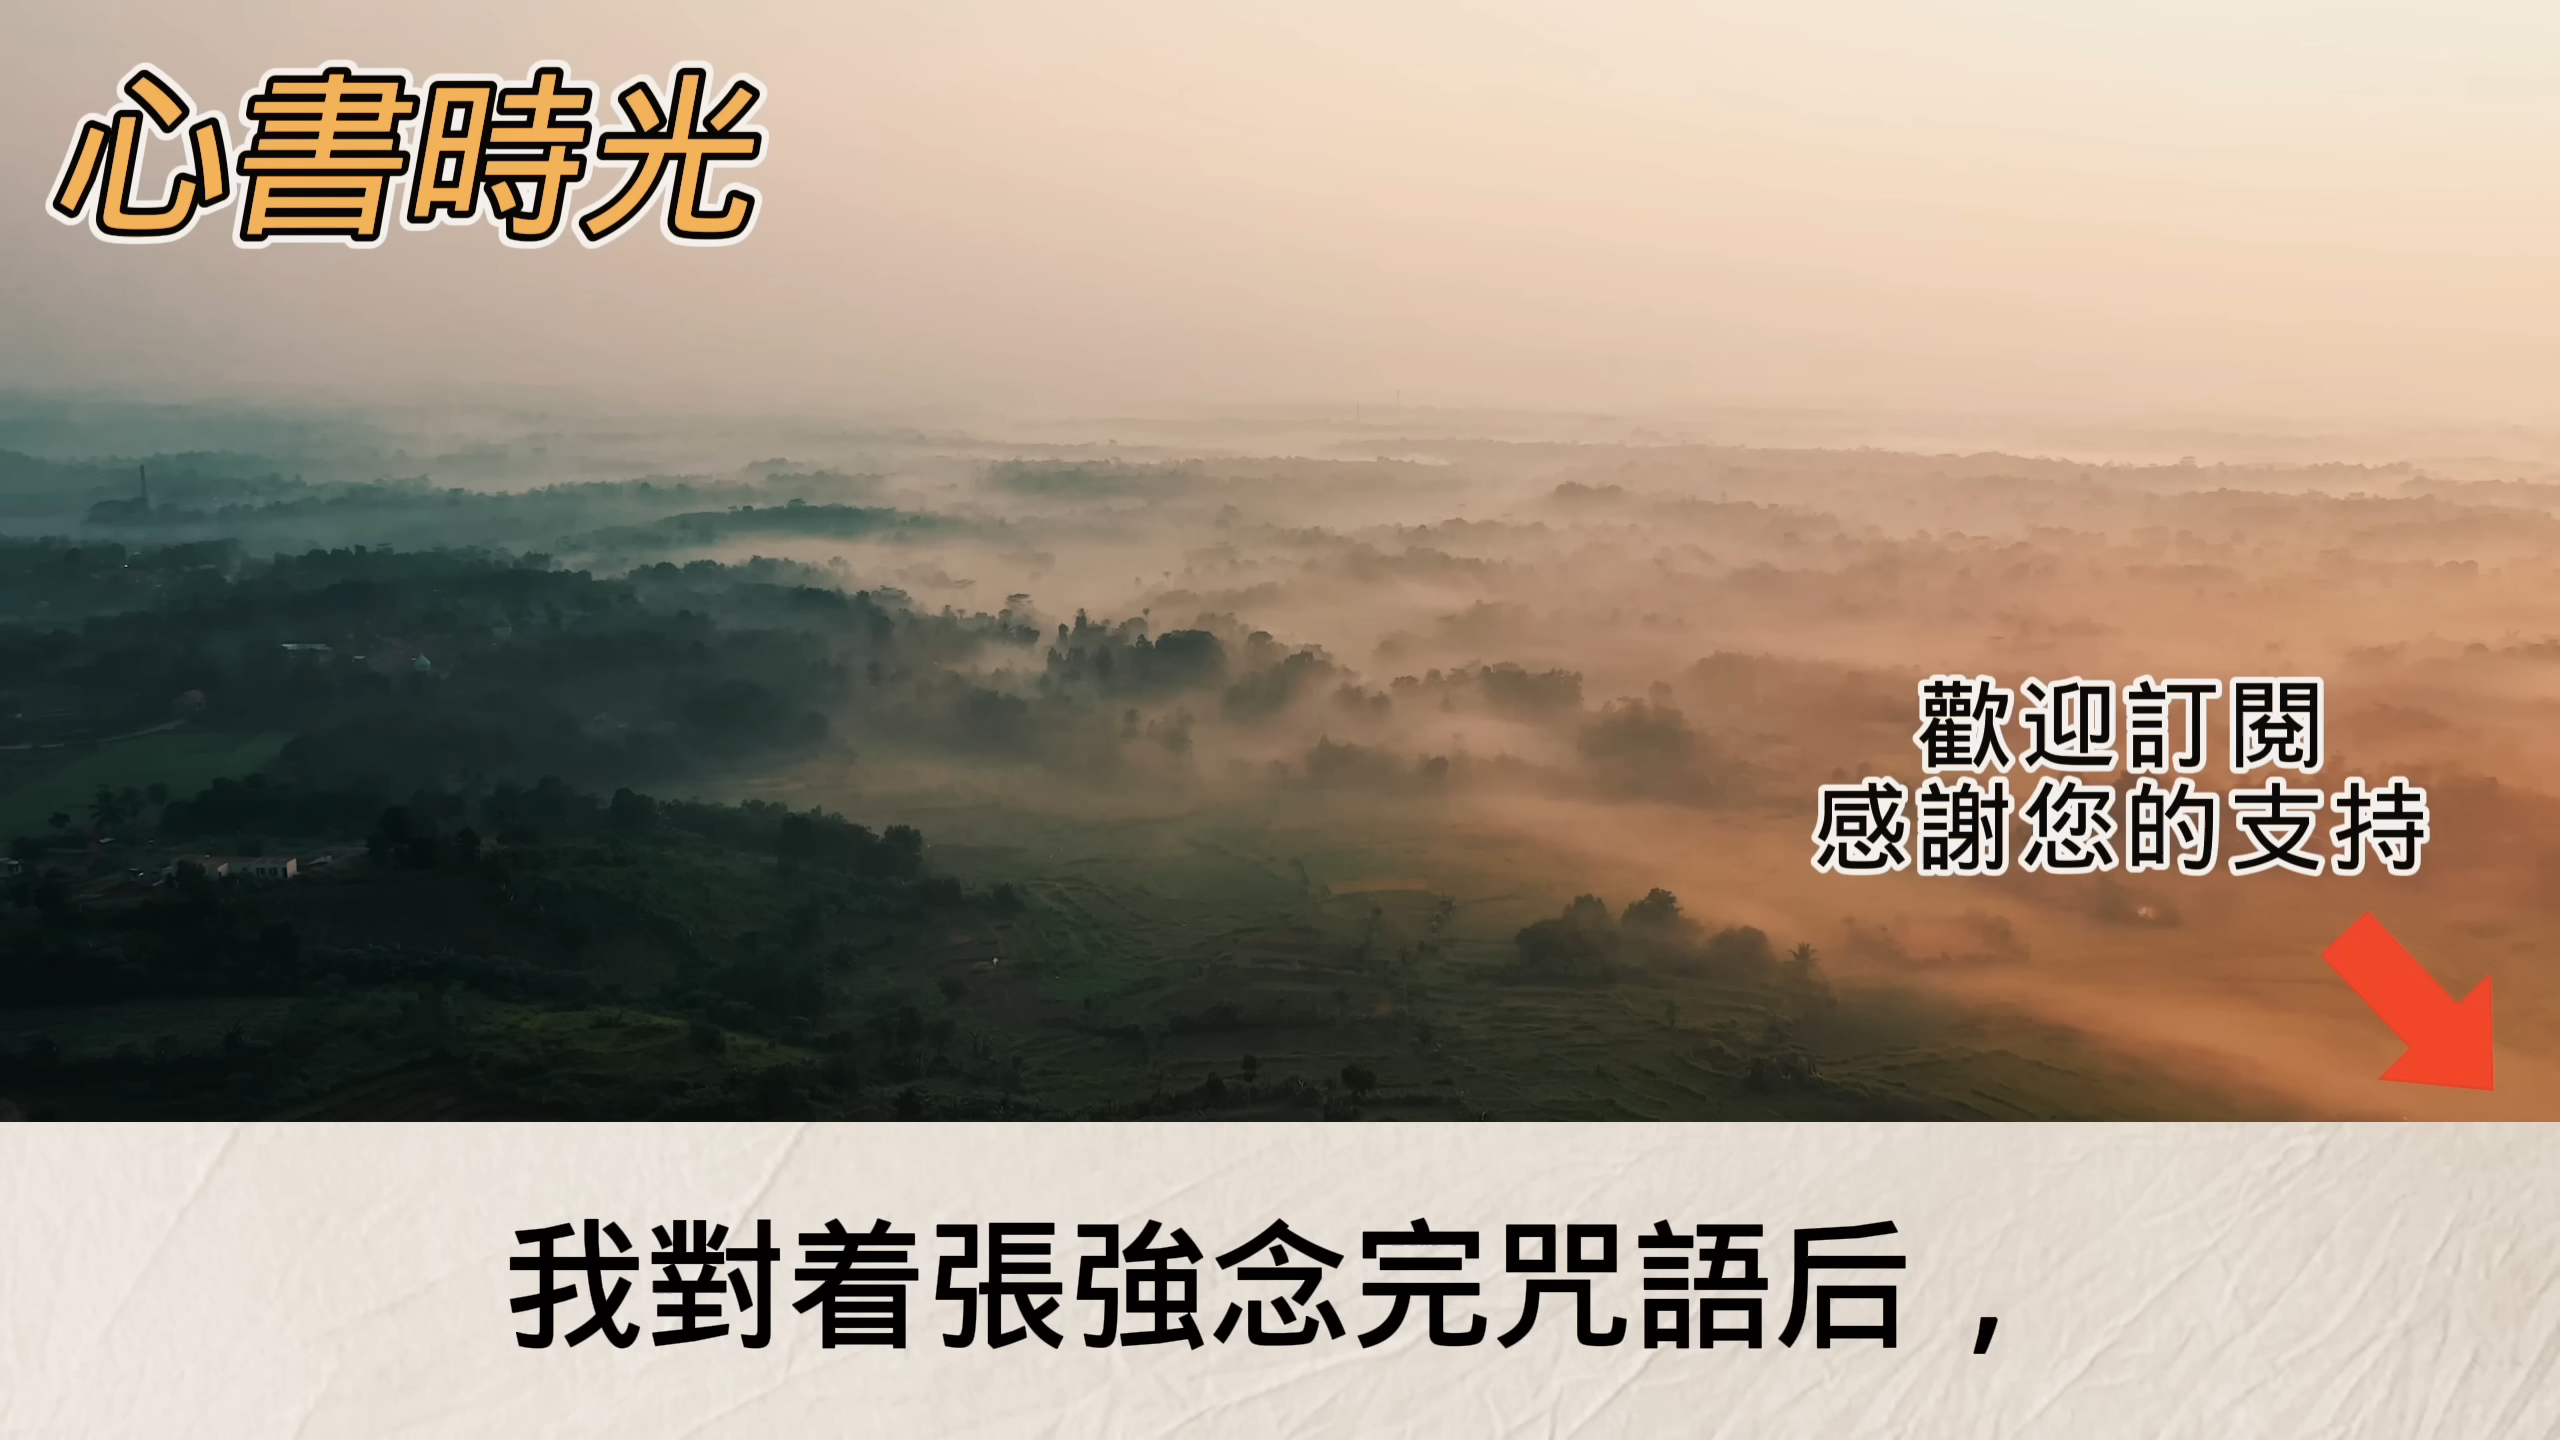 心書時光
歡迎訂閱
感謝您的支持
我對着張強念完咒語后，